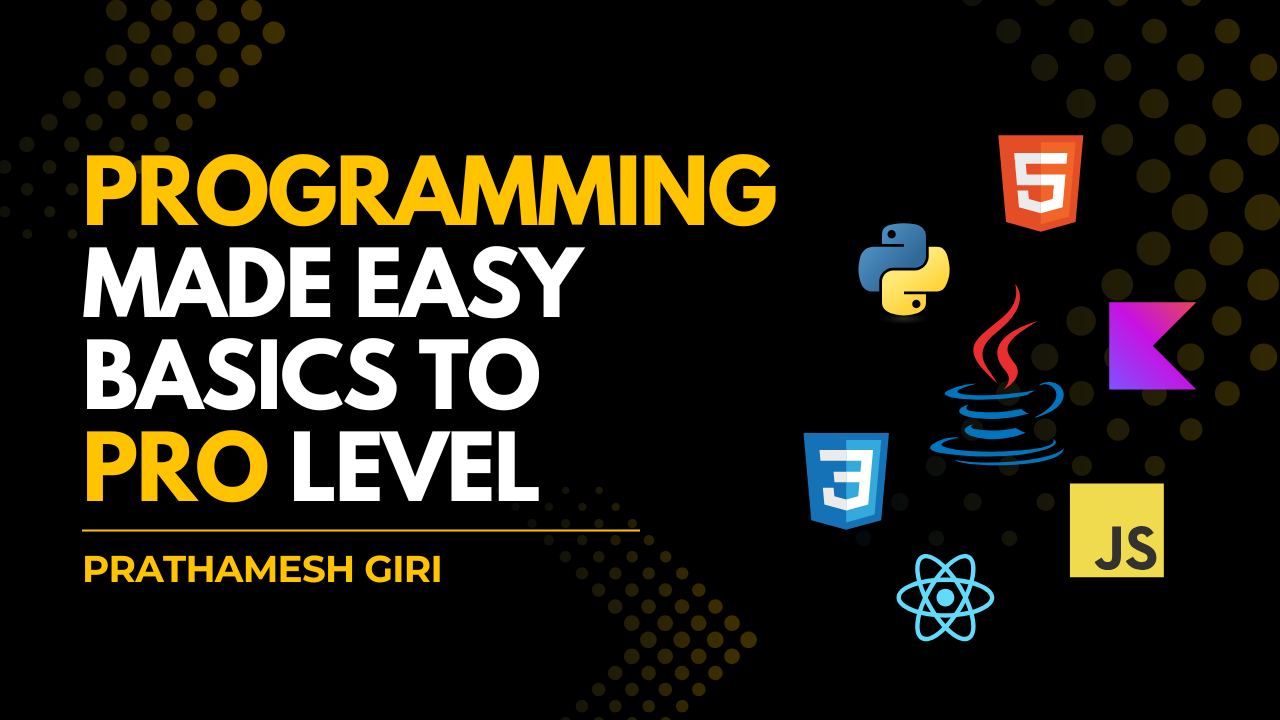 PROGRAMMING
MADE EASY
BASICS TO
PRO LEVEL
PRATHAMESH GIRI
5
3
JS